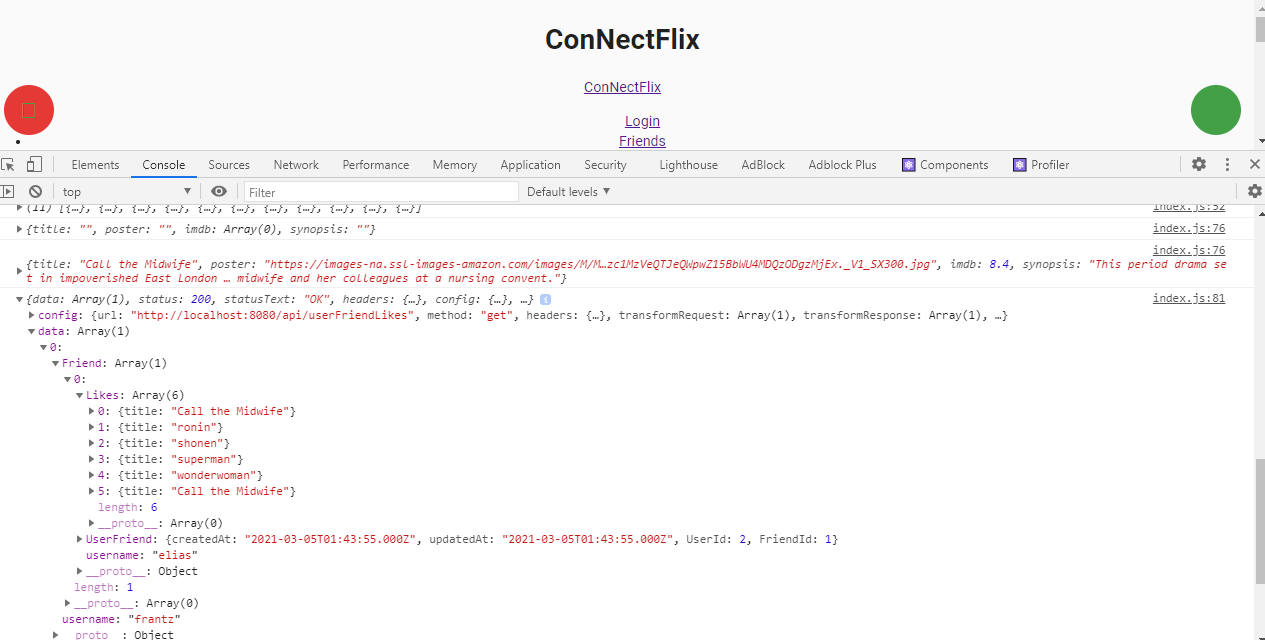 ConNectFlix
ConNectFlix
Login
Friends
Elements Console Sources Network Performance Memory Application Security Lighthouse AdBlock Adblock Plus Components Profiler
top Filter Default levels
(11) [{…}, {…}, {…}, {…}, {…}, {…}, {…}, {…}, {…}, {…}, {…}] index.js:52
{title: "", poster: "", imdb: Array(0), synopsis: ""} index.js:76
index.js:76
{title: "Call the Midwife", poster: "https://images-na.ssl-images-amazon.com/images/M/M…zc1MzVeQTJeQWpwZ15BbWU4MDQzODgzMjEx._V1_SX300.jpg", imdb: 8.4, synopsis: "This period drama se
t in impoverished East London … midwife and her colleagues at a nursing convent."}
{data: Array(1), status: 200, statusText: "OK", headers: {…}, config: {…}, …} i index.js:81
config: {url: "http://localhost:8080/api/userFriendLikes", method: "get", headers: {…}, transformRequest: Array(1), transformResponse: Array(1), …}
data: Array(1)
0:
Friend: Array(1)
0:
Likes: Array(6)
0: {title: "Call the Midwife"}
1: {title: "ronin"}
2: {title: "shonen"}
3: {title: "superman"}
4: {title: "wonderwoman"}
5: {title: "Call the Midwife"}
length: 6
__proto__: Array(0)
UserFriend: {createdAt: "2021-03-05T01:43:55.000Z", updatedAt: "2021-03-05T01:43:55.000Z", UserId: 2, FriendId: 1}
username: "elias"
__proto__: Object
length: 1
__proto__: Array(0)
username: "frantz"
__proto__: Object